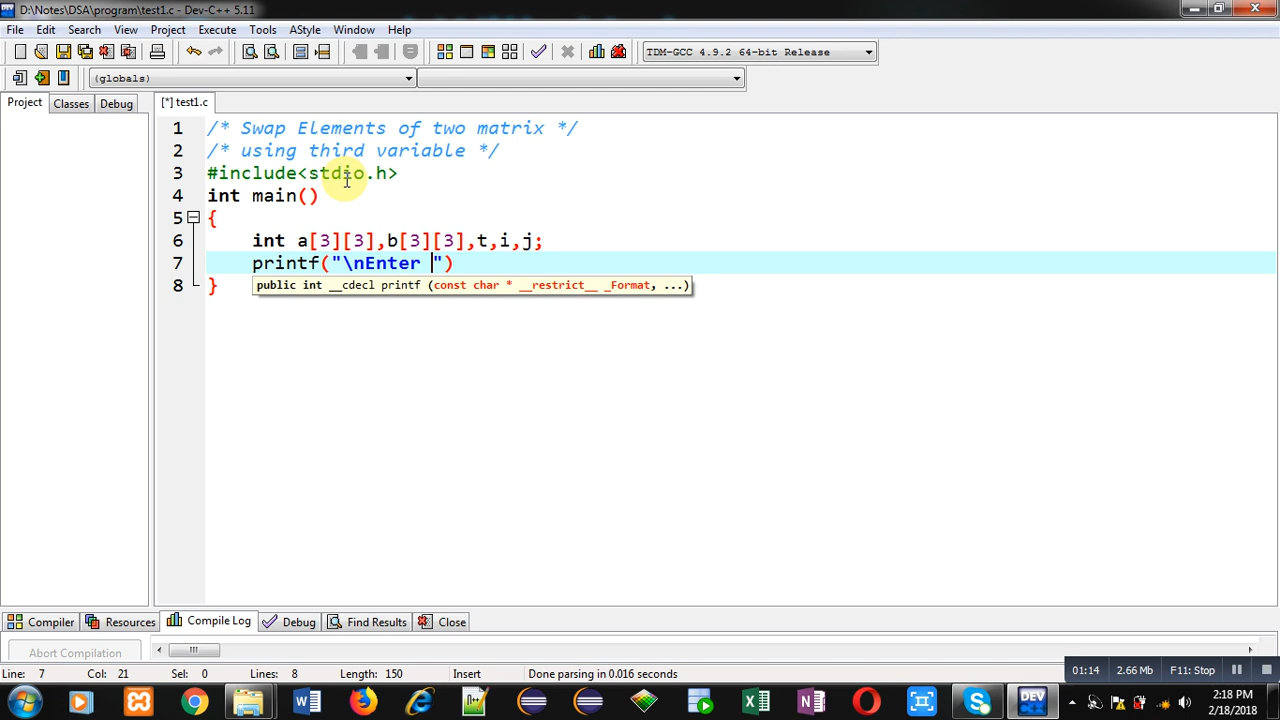 D:\Notes\DSA\program\test1.c - Dev-C++ 5.11
File Edit Search View Project Execute Tools AStyle Window Help
TDM-GCC 4.9.2 64-bit Release
(globals)
Project Classes Debug [*] test1.c
1 /* Swap Elements of two matrix */
2 /* using third variable */
3 #include<stdio.h>
4 int main()
5 {
6 int a[3][3],b[3][3],t,i,j;
7 printf("\nEnter ")
8 }
public int __cdecl printf (const char * __restrict__ _Format, ...)
Compiler Resources Compile Log Debug Find Results Close
Abort Compilation
Line: 7 Col: 21 Sel: 0 Lines: 8 Length: 150 Insert Done parsing in 0.016 seconds
01:14 2.66 Mb F11: Stop
DEV
2:18 PM
2/18/2018